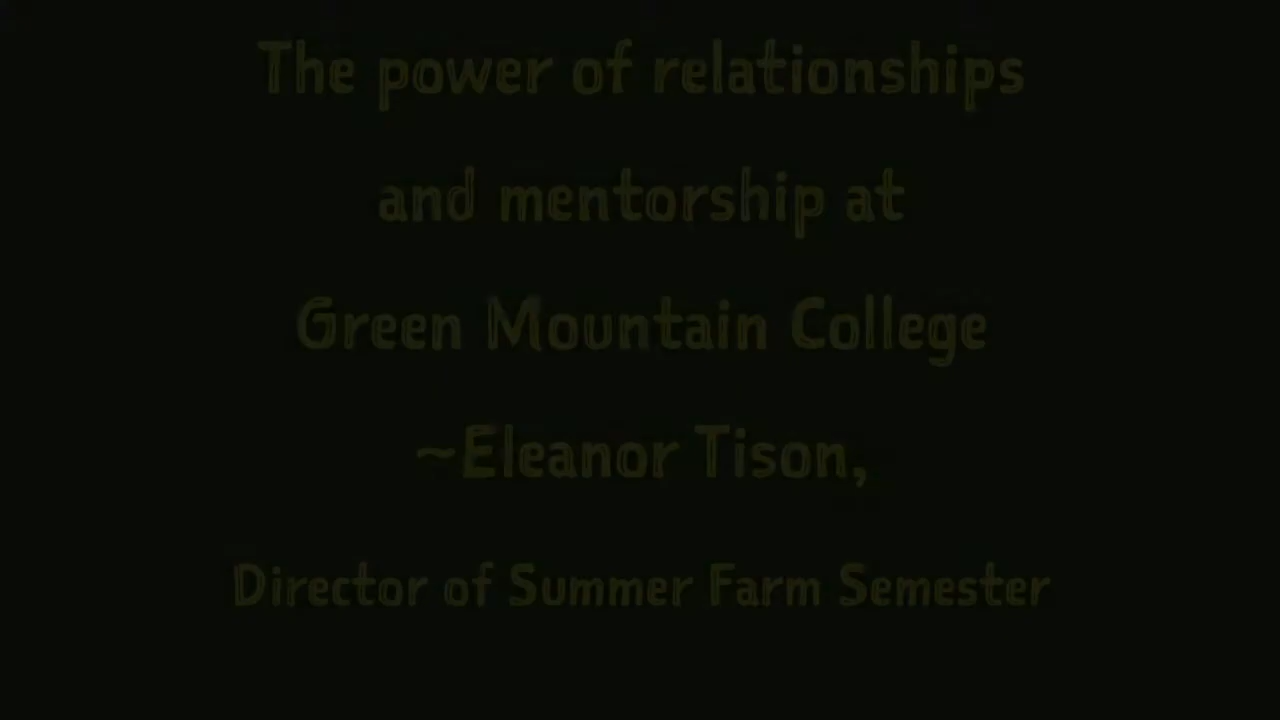 The power of relationships
and mentorship at
Green Mountain College
~Eleanor Tison,
Director of Summer Farm Semester